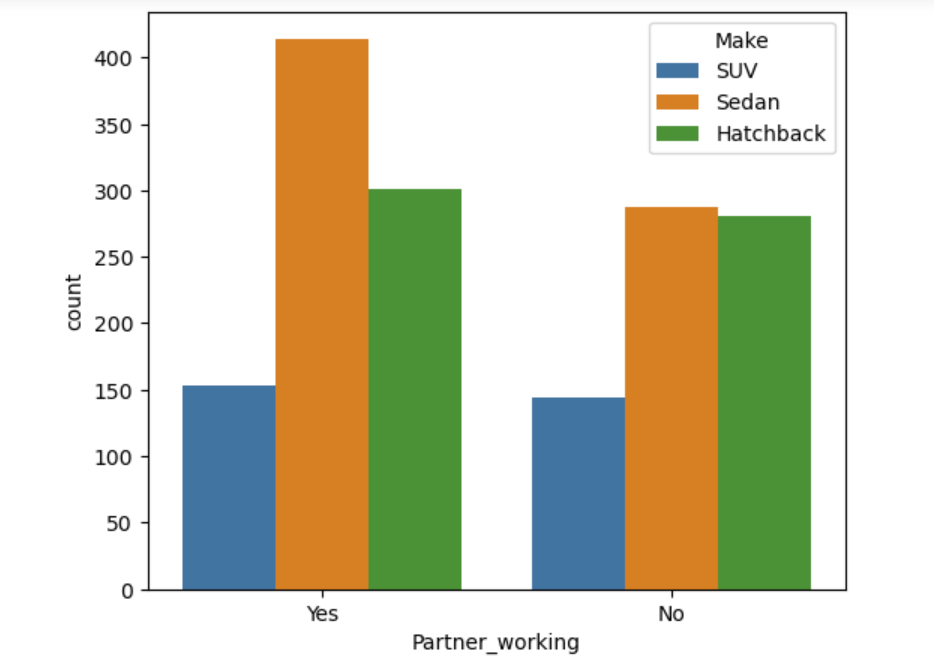 Make
SUV
Sedan
Hatchback
400
350
300
250
200
150
100
50
0
count
Yes No
Partner_working